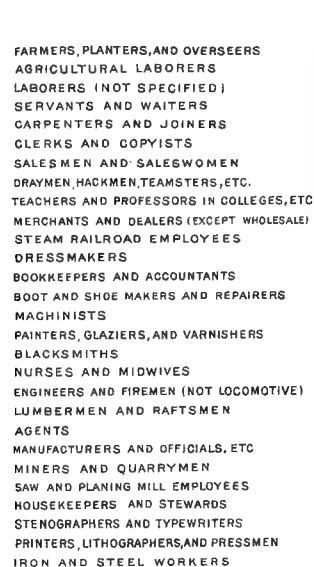 FARMERS, PLANTERS, AND OVERSEERS
AGRICULTURAL LABORERS
LABORERS (NOT SPECIFIED)
SERVANTS AND WAITERS
CARPENTERS AND JOINERS
CLERKS AND COPYISTS
SALESMEN AND SALESWOMEN
DRAYMEN, HACKMEN, TEAMSTERS, ETC.
TEACHERS AND PROFESSORS IN COLLEGES, ETC
MERCHANTS AND DEALERS (EXCEPT WHOLESALE)
STEAM RAILROAD EMPLOYEES
DRESSMAKERS
BOOKKEEPERS AND ACCOUNTANTS
BOOT AND SHOE MAKERS AND REPAIRERS
MACHINISTS
PAINTERS, GLAZIERS, AND VARNISHERS
BLACKSMITHS
NURSES AND MIDWIVES
ENGINEERS AND FIREMEN (NOT LOCOMOTIVE)
LUMBERMEN AND RAFTSMEN
AGENTS
MANUFACTURERS AND OFFICIALS, ETC
MINERS AND QUARRYMEN
SAW AND PLANING MILL EMPLOYEES
HOUSEKEEPERS AND STEWARDS
STENOGRAPHERS AND TYPEWRITERS
PRINTERS, LITHOGRAPHERS, AND PRESSMEN
IRON AND STEEL WORKERS